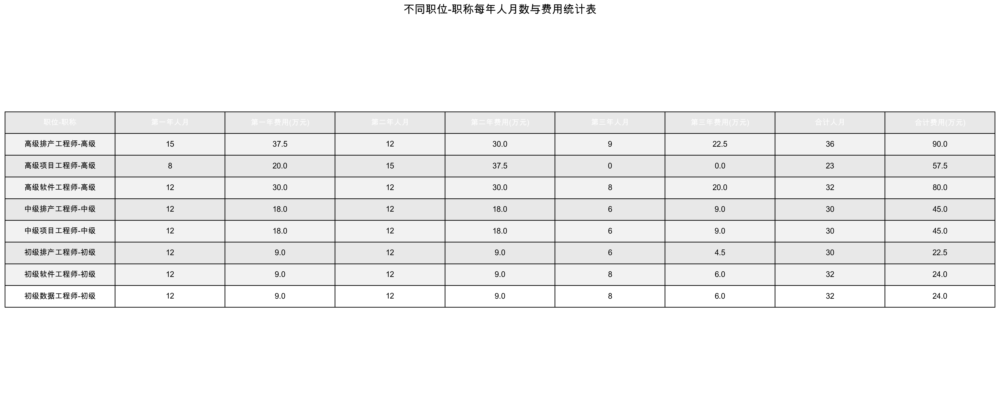 不同职位-职称每年人月数与费用统计表
职位-职称 第一年人月 第一年费用(万元) 第二年人月 第二年费用(万元) 第三年人月 第三年费用(万元) 合计人月 合计费用(万元)
高级排产工程师-高级 15 37.5 12 30.0 9 22.5 36 90.0
高级项目工程师-高级 8 20.0 15 37.5 0 0.0 23 57.5
高级软件工程师-高级 12 30.0 12 30.0 8 20.0 32 80.0
中级排产工程师-中级 12 18.0 12 18.0 6 9.0 30 45.0
中级项目工程师-中级 12 18.0 12 18.0 6 9.0 30 45.0
初级排产工程师-初级 12 9.0 12 9.0 6 4.5 30 22.5
初级软件工程师-初级 12 9.0 12 9.0 8 6.0 32 24.0
初级数据工程师-初级 12 9.0 12 9.0 8 6.0 32 24.0